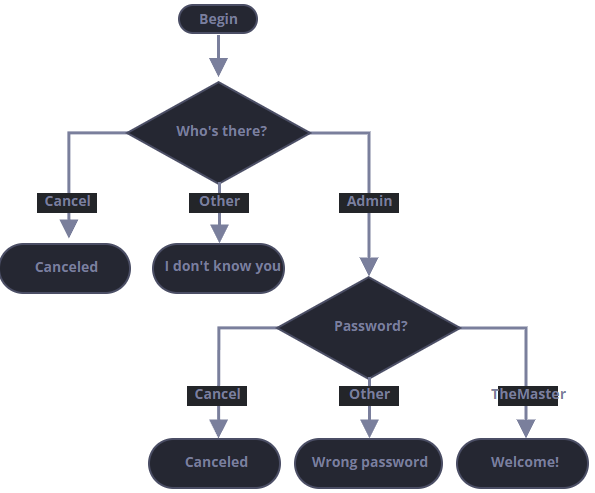 Begin
Who's there?
Cancel
Other
Admin
Canceled
I don't know you
Password?
Cancel
Other
TheMaster
Canceled
Wrong password
Welcome!